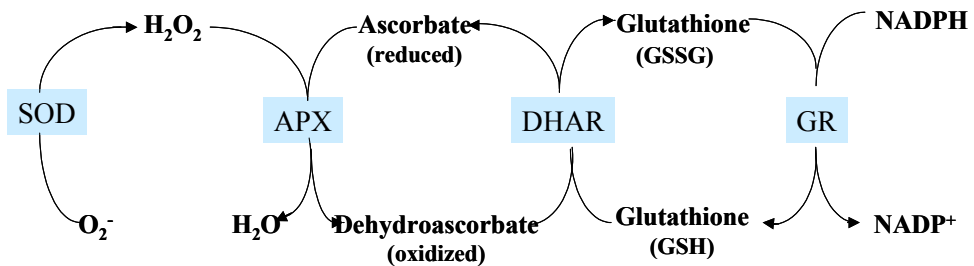 H₂O₂ Ascorbate Glutathione NADPH
(reduced) (GSSG)
SOD APX DHAR GR
O₂⁻ H₂O Dehydroascorbate Glutathione NADP⁺
(oxidized) (GSH)